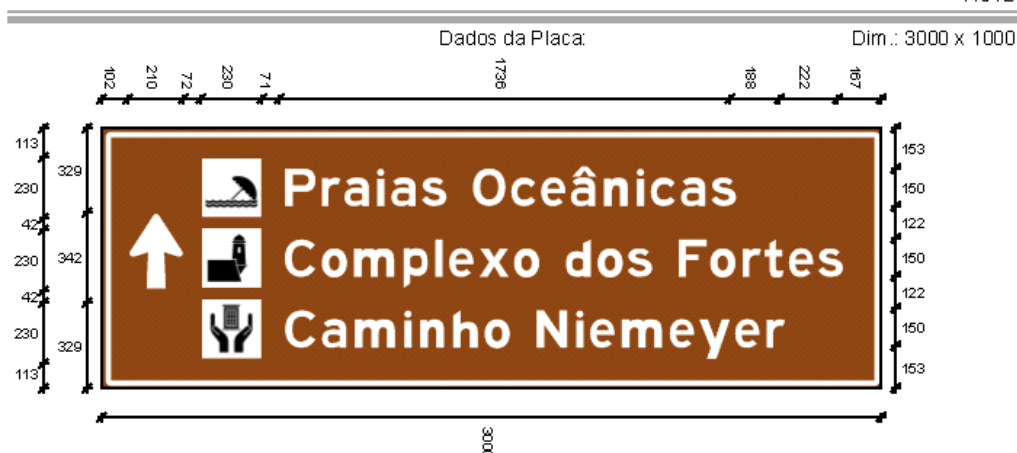 Dados da Placa:
Dim.: 3000 x 1000
102 210 72 230 71 1736 188 222 167
113
230
42
230
42
230
113
329
342
329
Praias Oceânicas
Complexo dos Fortes
Caminho Niemeyer
153
150
122
150
122
150
153